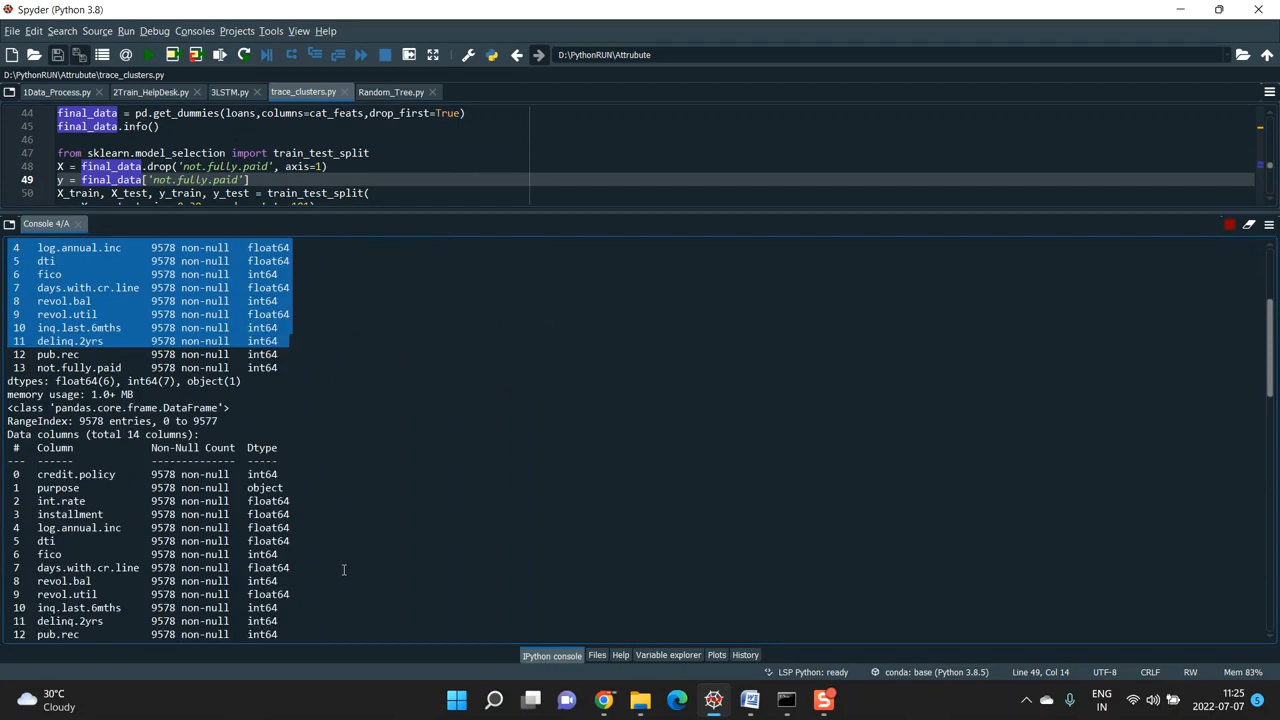 Spyder (Python 3.8)
File Edit Search Source Run Debug Consoles Projects Tools View Help
D:\PythonRUN\Attrubute
D:\PythonRUN\Attrubute\trace_clusters.py
1Data_Process.py 2Train_HelpDesk.py 3LSTM.py trace_clusters.py Random_Tree.py
44 final_data = pd.get_dummies(loans,columns=cat_feats,drop_first=True)
45 final_data.info()
46
47 from sklearn.model_selection import train_test_split
48 X = final_data.drop('not.fully.paid', axis=1)
49 y = final_data['not.fully.paid']
50 X_train, X_test, y_train, y_test = train_test_split(
Console 4/A
4 log.annual.inc 9578 non-null float64
5 dti 9578 non-null float64
6 fico 9578 non-null int64
7 days.with.cr.line 9578 non-null float64
8 revol.bal 9578 non-null int64
9 revol.util 9578 non-null float64
10 inq.last.6mths 9578 non-null int64
11 delinq.2yrs 9578 non-null int64
12 pub.rec 9578 non-null int64
13 not.fully.paid 9578 non-null int64
dtypes: float64(6), int64(7), object(1)
memory usage: 1.0+ MB
<class 'pandas.core.frame.DataFrame'>
RangeIndex: 9578 entries, 0 to 9577
Data columns (total 14 columns):
# Column Non-Null Count Dtype
--- ------ -------------- -----
0 credit.policy 9578 non-null int64
1 purpose 9578 non-null object
2 int.rate 9578 non-null float64
3 installment 9578 non-null float64
4 log.annual.inc 9578 non-null float64
5 dti 9578 non-null float64
6 fico 9578 non-null int64
7 days.with.cr.line 9578 non-null float64
8 revol.bal 9578 non-null int64
9 revol.util 9578 non-null float64
10 inq.last.6mths 9578 non-null int64
11 delinq.2yrs 9578 non-null int64
12 pub.rec 9578 non-null int64
IPython console Files Help Variable explorer Plots History
LSP Python: ready conda: base (Python 3.8.5) Line 49, Col 14 UTF-8 CRLF RW Mem 83%
30°C
Cloudy
ENG
IN
11:25
2022-07-07
5